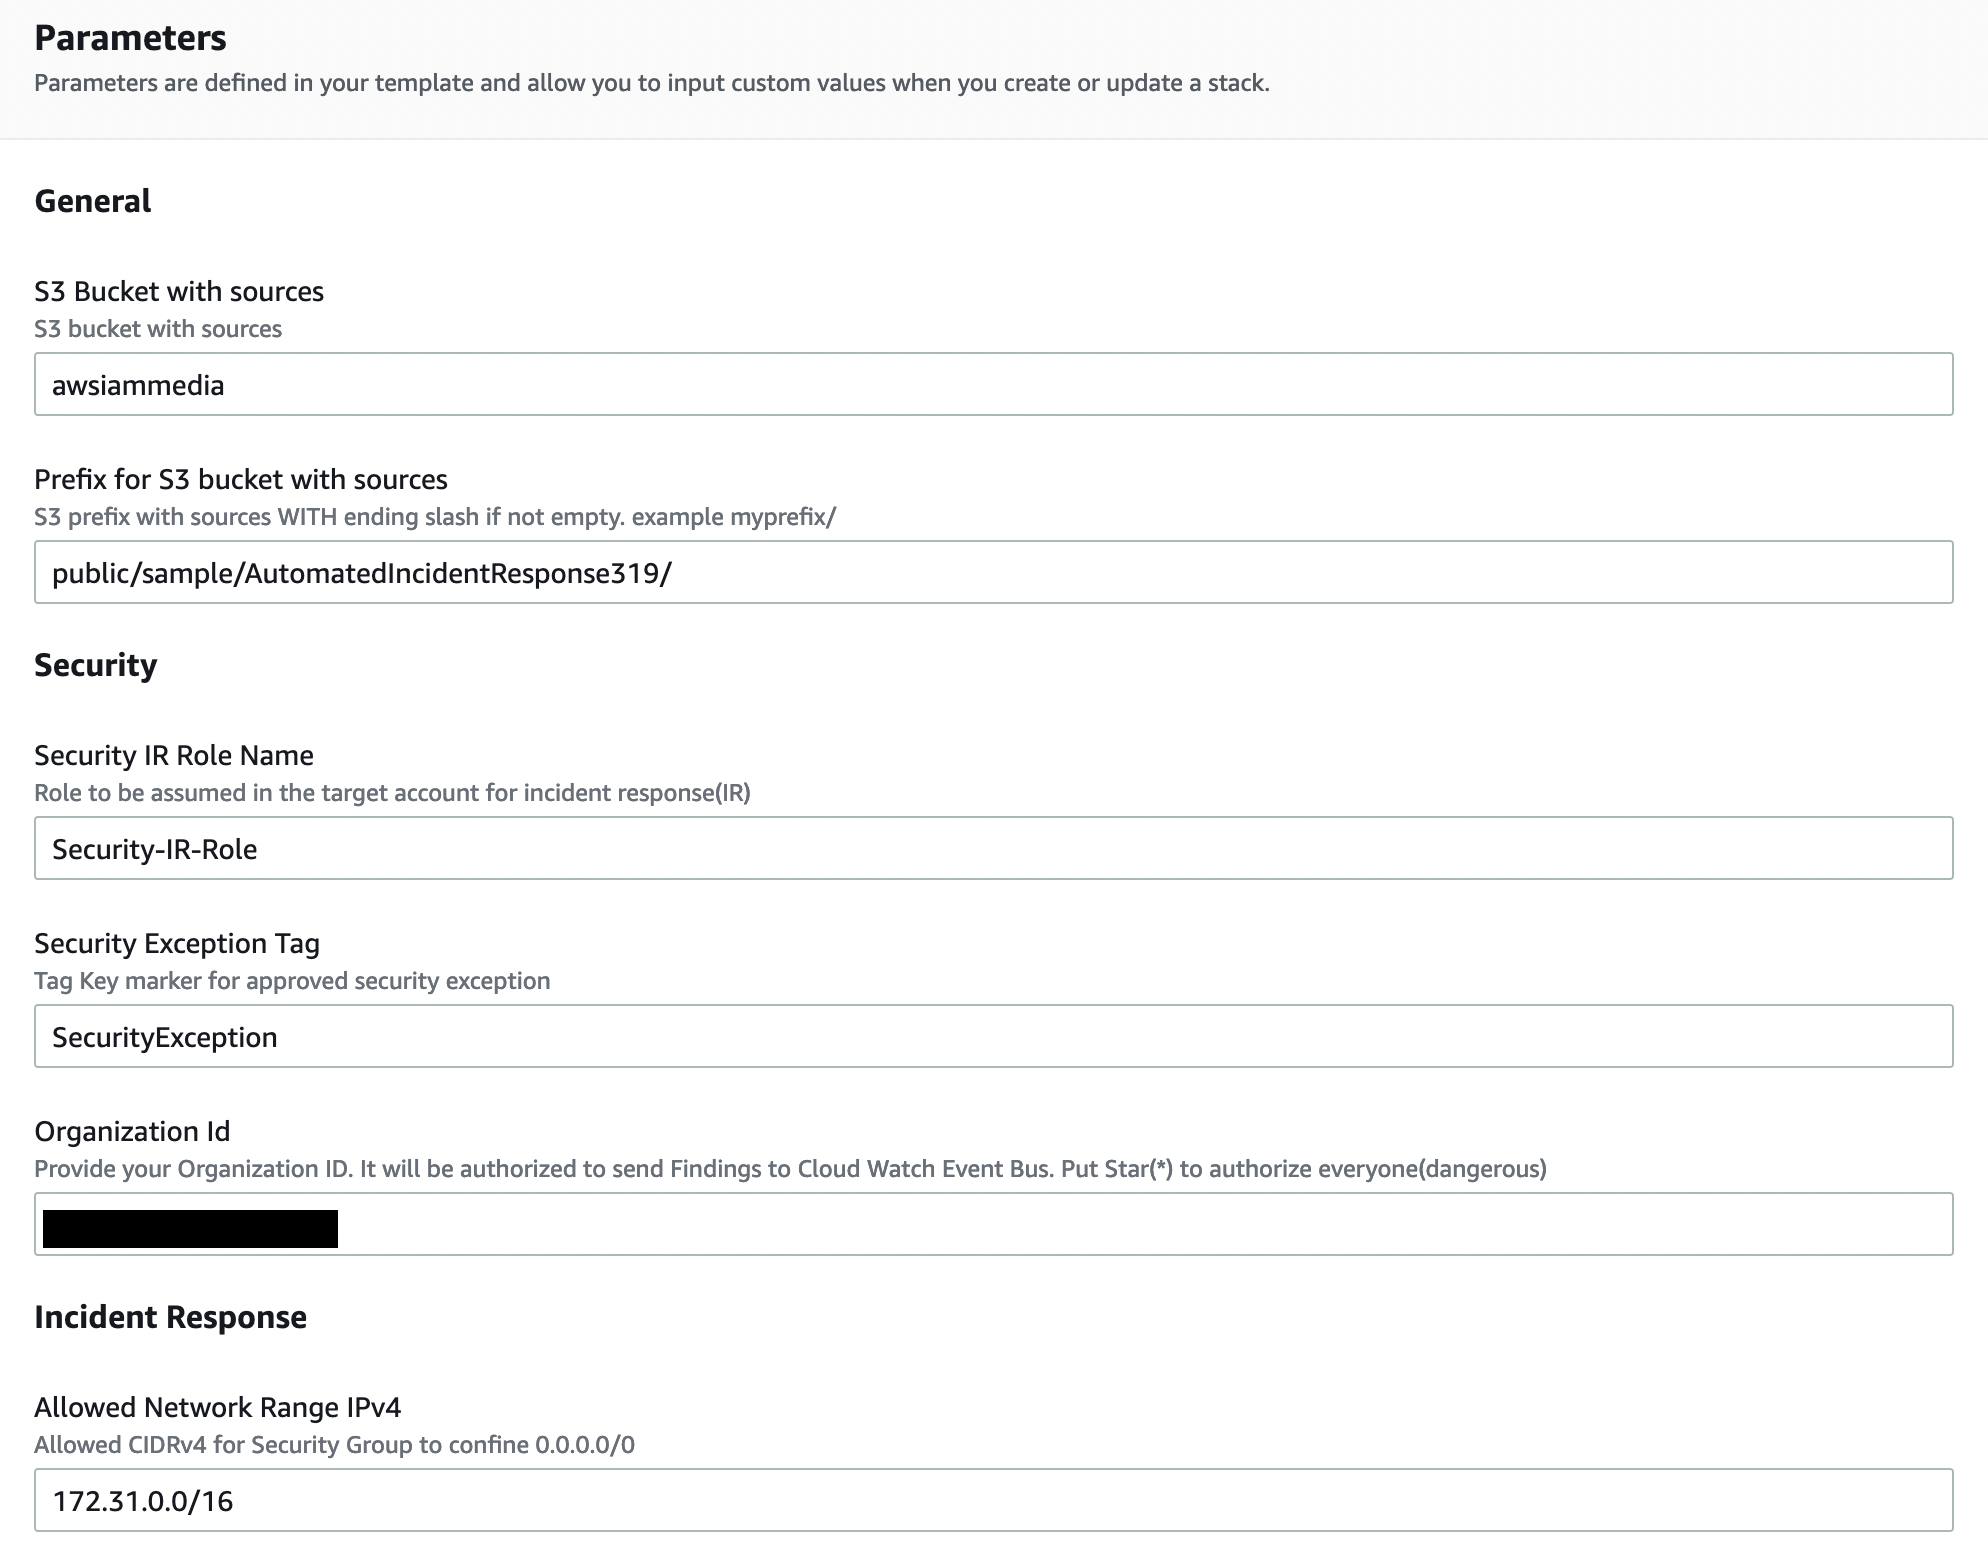 Parameters
Parameters are defined in your template and allow you to input custom values when you create or update a stack.
General
S3 Bucket with sources
S3 bucket with sources
awsiammedia
Prefix for S3 bucket with sources
S3 prefix with sources WITH ending slash if not empty. example myprefix/
public/sample/AutomatedIncidentResponse319/
Security
Security IR Role Name
Role to be assumed in the target account for incident response(IR)
Security-IR-Role
Security Exception Tag
Tag Key marker for approved security exception
SecurityException
Organization Id
Provide your Organization ID. It will be authorized to send Findings to Cloud Watch Event Bus. Put Star(*) to authorize everyone(dangerous)
Incident Response
Allowed Network Range IPv4
Allowed CIDRv4 for Security Group to confine 0.0.0.0/0
172.31.0.0/16